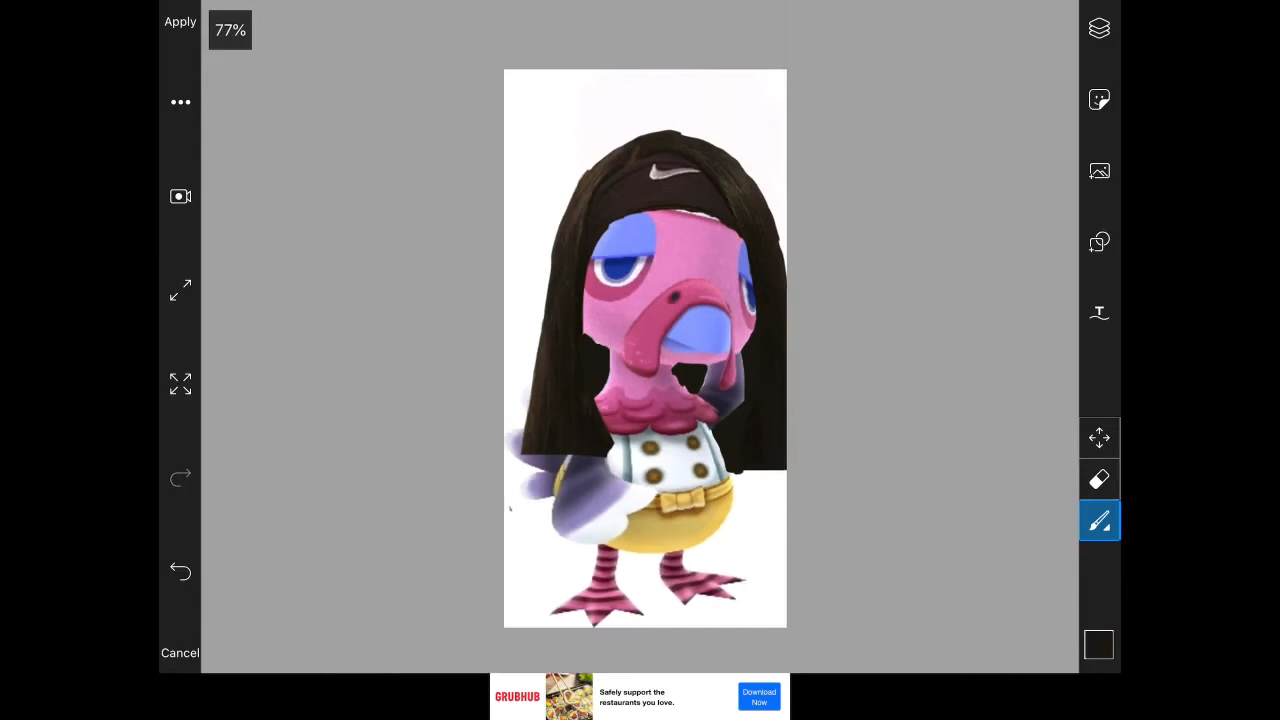 Apply
77%
T
Cancel
GRUBHUB
Safely support the
restaurants you love.
Download
Now